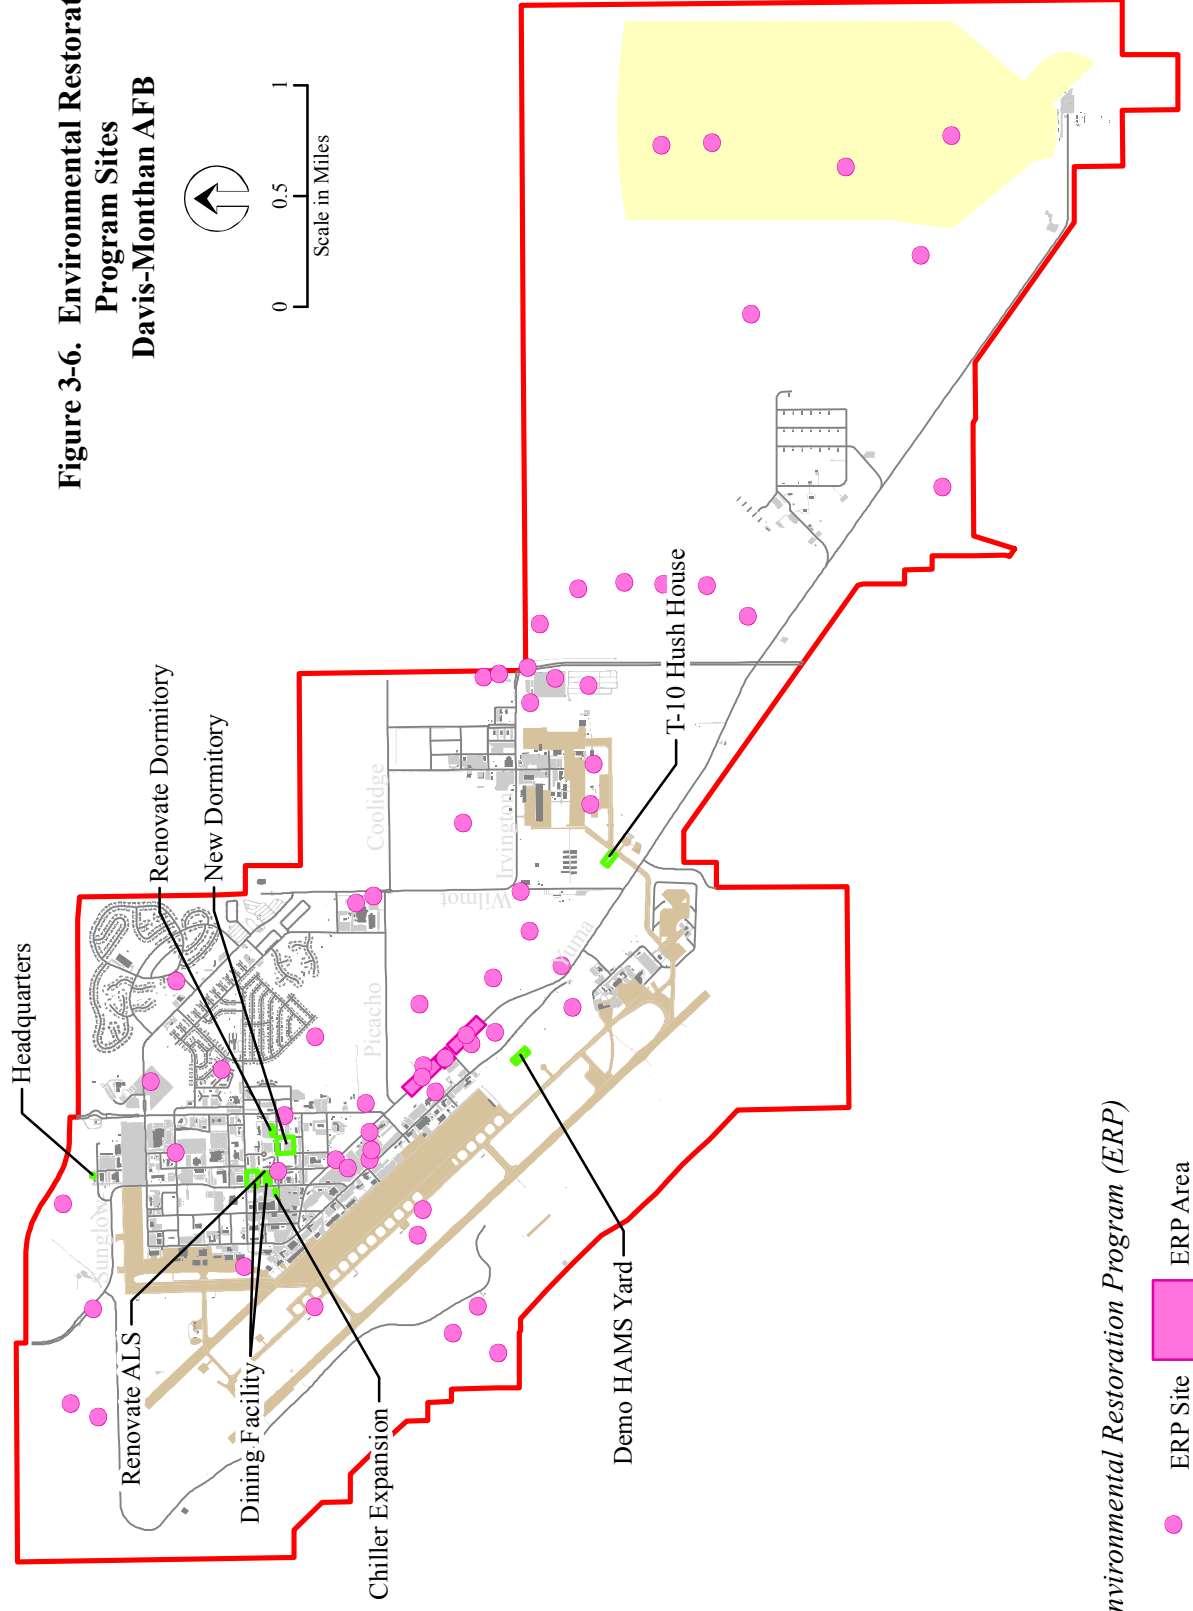 Figure 3-6.  Environmental Restorat
Program Sites
Davis-Monthan AFB
0 0.5 1
Scale in Miles
Headquarters
Renovate Dormitory
New Dormitory
T-10 Hush House
Sunglow
Picacho
Coolidge
Wilmot
Irvington
Yuma
Renovate ALS
Dining Facility
Chiller Expansion
Demo HAMS Yard
nvironmental Restoration Program (ERP)
ERP Site
ERP Area